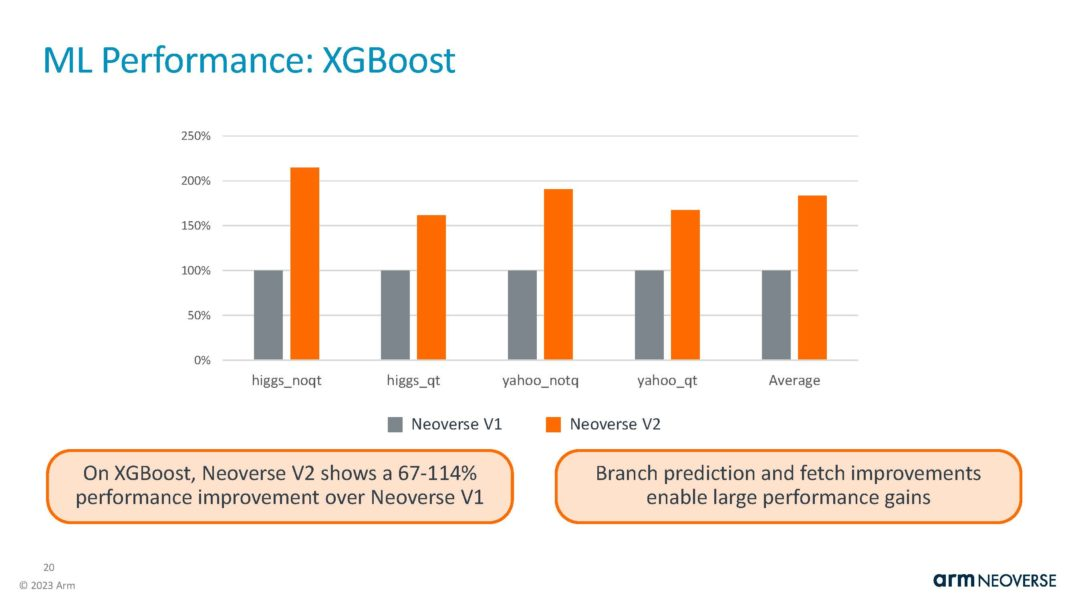 ML Performance: XGBoost
250%
200%
150%
100%
50%
0%
higgs_noqt
higgs_qt
yahoo_notq
yahoo_qt
Average
Neoverse V1
Neoverse V2
On XGBoost, Neoverse V2 shows a 67-114%
performance improvement over Neoverse V1
Branch prediction and fetch improvements
enable large performance gains
20
© 2023 Arm
arm NEOVERSE